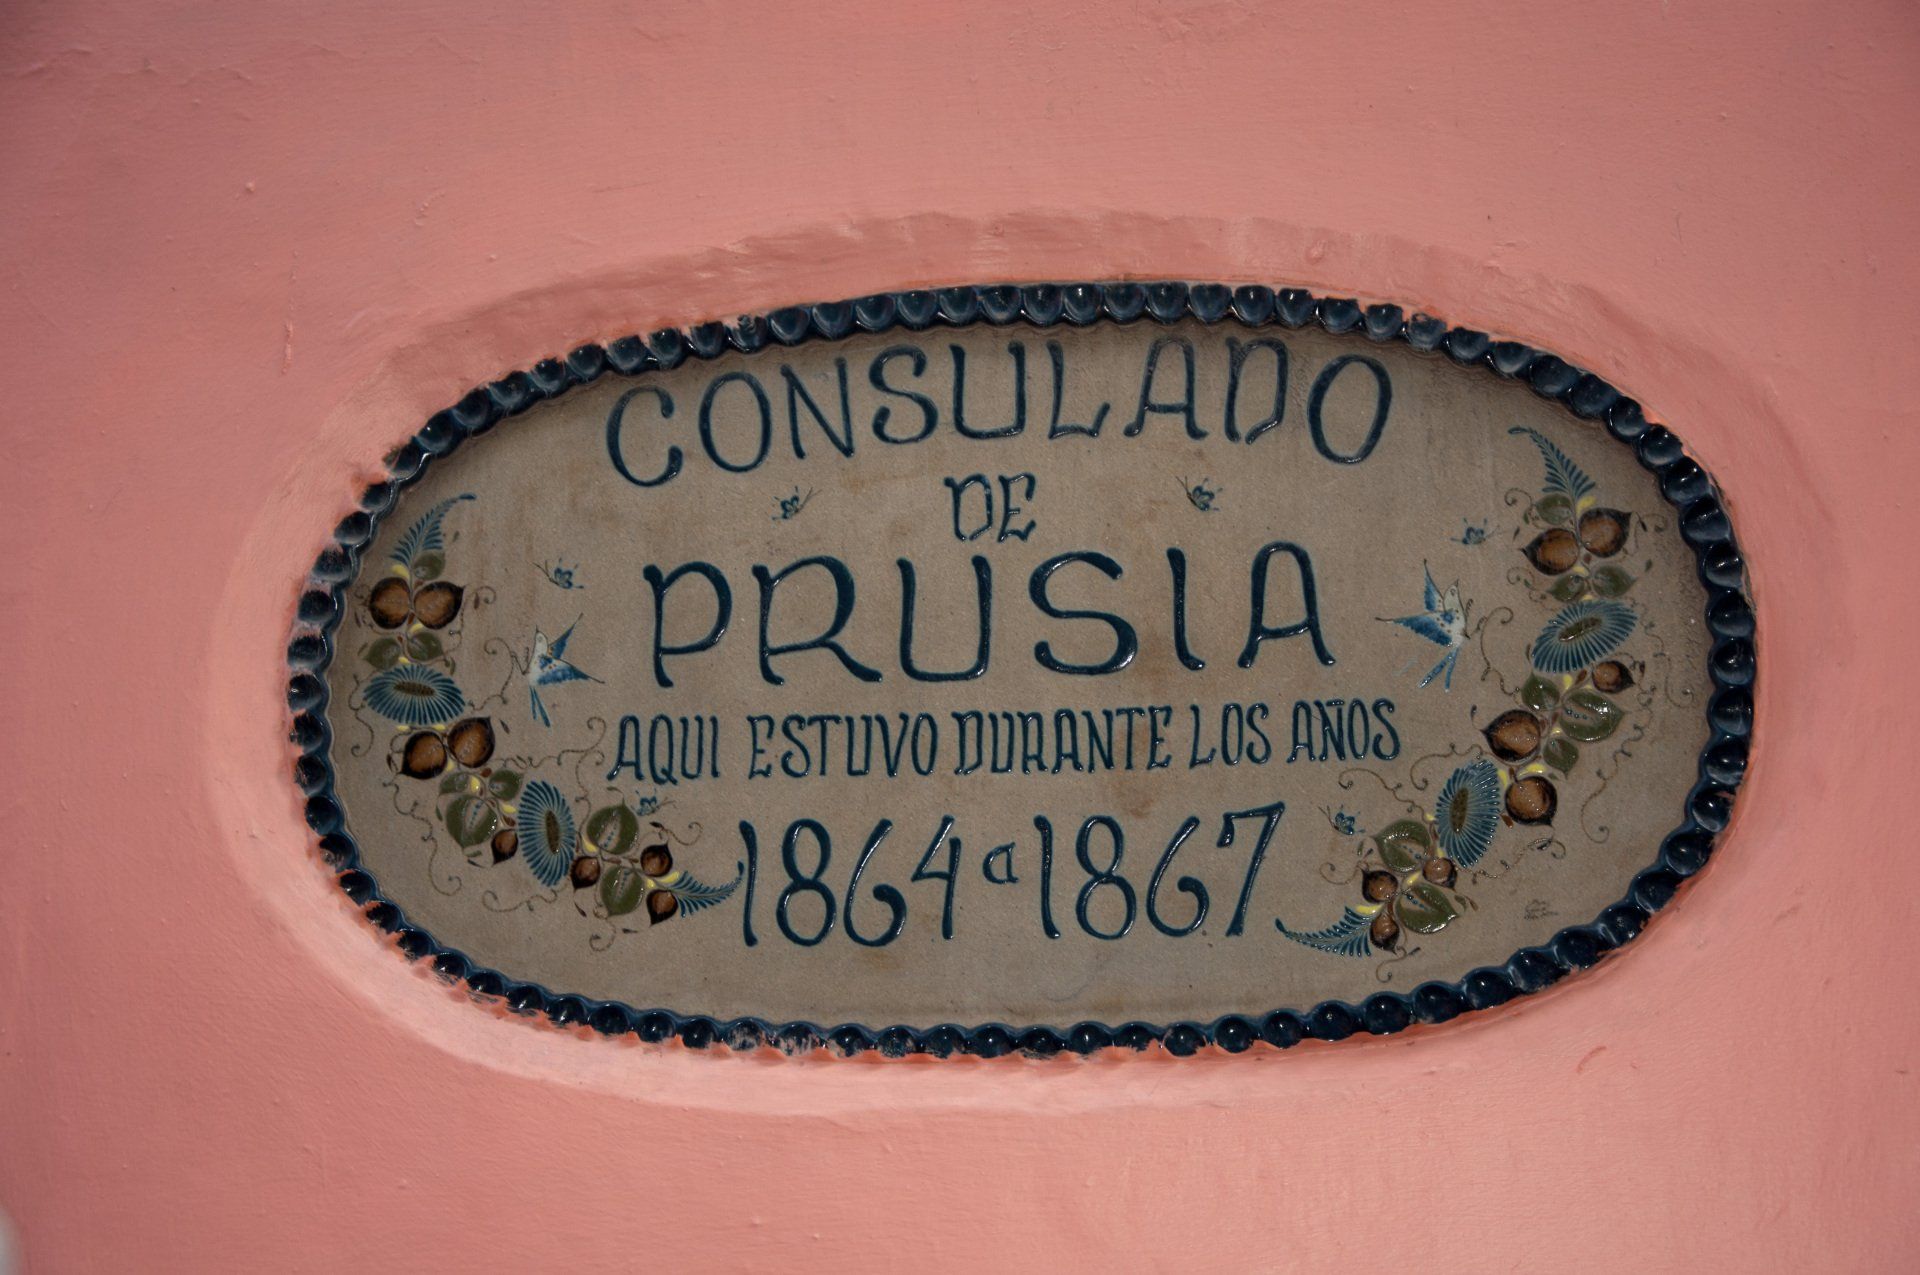 CONSULADO
DE
PRUSIA
AQUI ESTUVO DURANTE LOS AÑOS
1864 a 1867